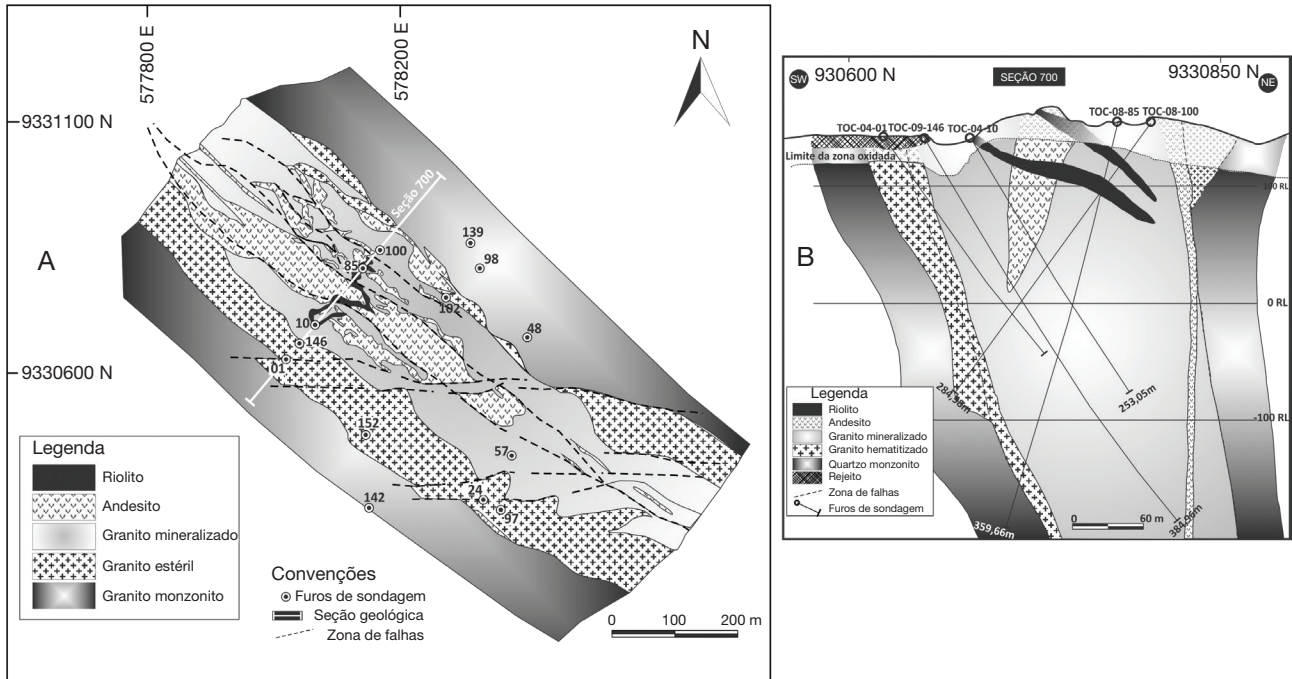 577800 E
578200 E
N
9331100 N
Seção 700
139
100
98
85
A
102
10
48
146
9330600 N
01
152
57
24
142
97
Legenda
Riolito
Andesito
Granito mineralizado
Granito estéril
Granito monzonito
Convenções
Furos de sondagem
Seção geológica
Zona de falhas
0 100 200 m
SW 930600 N SEÇÃO 700 9330850 N NE
TOC-08-85 TOC-08-100
TOC-04-01 TOC-09-146 TOC-04-10
Limite da zona oxidada
100 RL
B
0 RL
284,98m
253,05m
-100 RL
Legenda
Riolito
Andesito
Granito mineralizado
Granito hematitizado
Quartzo monzonito
Rejeito
Zona de falhas
Furos de sondagem
0 60 m
359,66m
384,96m